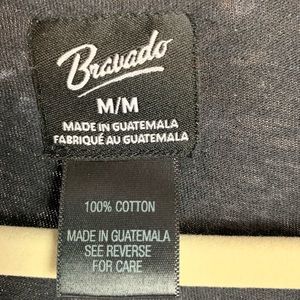 Bravado
M/M
MADE IN GUATEMALA
FABRIQUÉ AU GUATEMALA
100% COTTON
MADE IN GUATEMALA
SEE REVERSE
FOR CARE